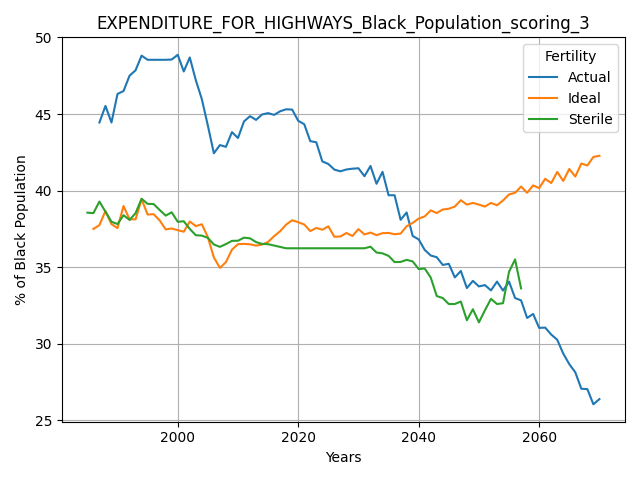 EXPENDITURE_FOR_HIGHWAYS_Black_Population_scoring_3
50
45
40
35
30
25
% of Black Population
2000
2020
2040
2060
Years
Fertility
Actual
Ideal
Sterile